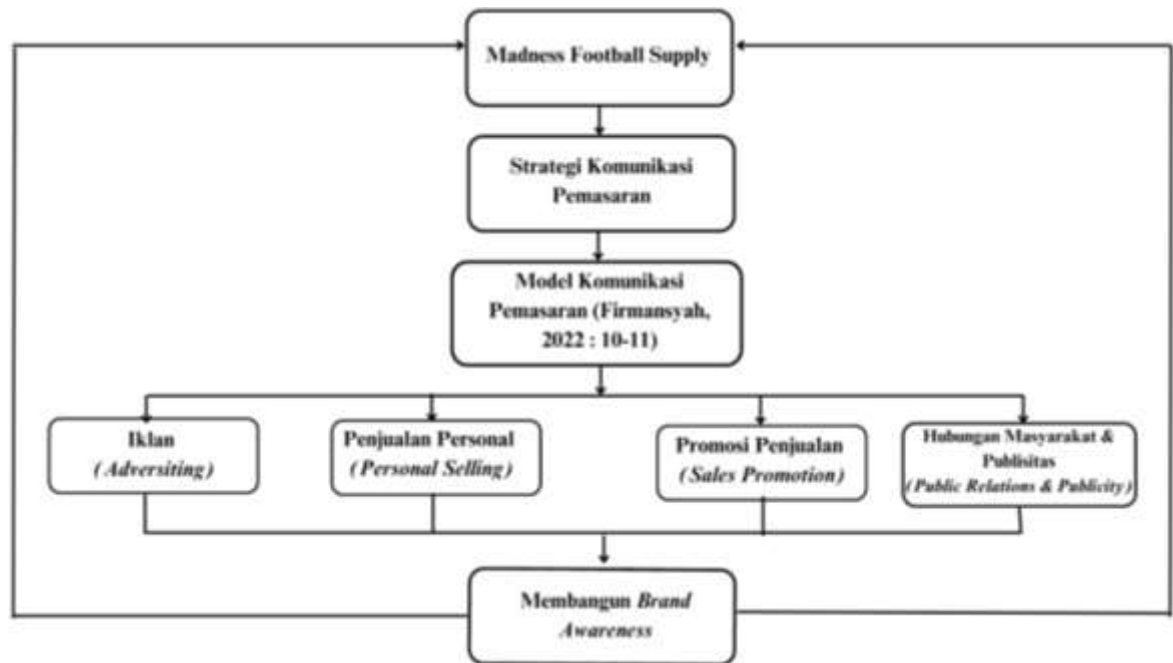 Madness Football Supply
Strategi Komunikasi
Pemasaran
Model Komunikasi
Pemasaran (Firmansyah,
2022 : 10-11)
Iklan
(Adversiting)
Penjualan Personal
(Personal Selling)
Promosi Penjualan
(Sales Promotion)
Hubungan Masyarakat &
Publisitas
(Public Relations & Publicity)
Membangun Brand
Awareness